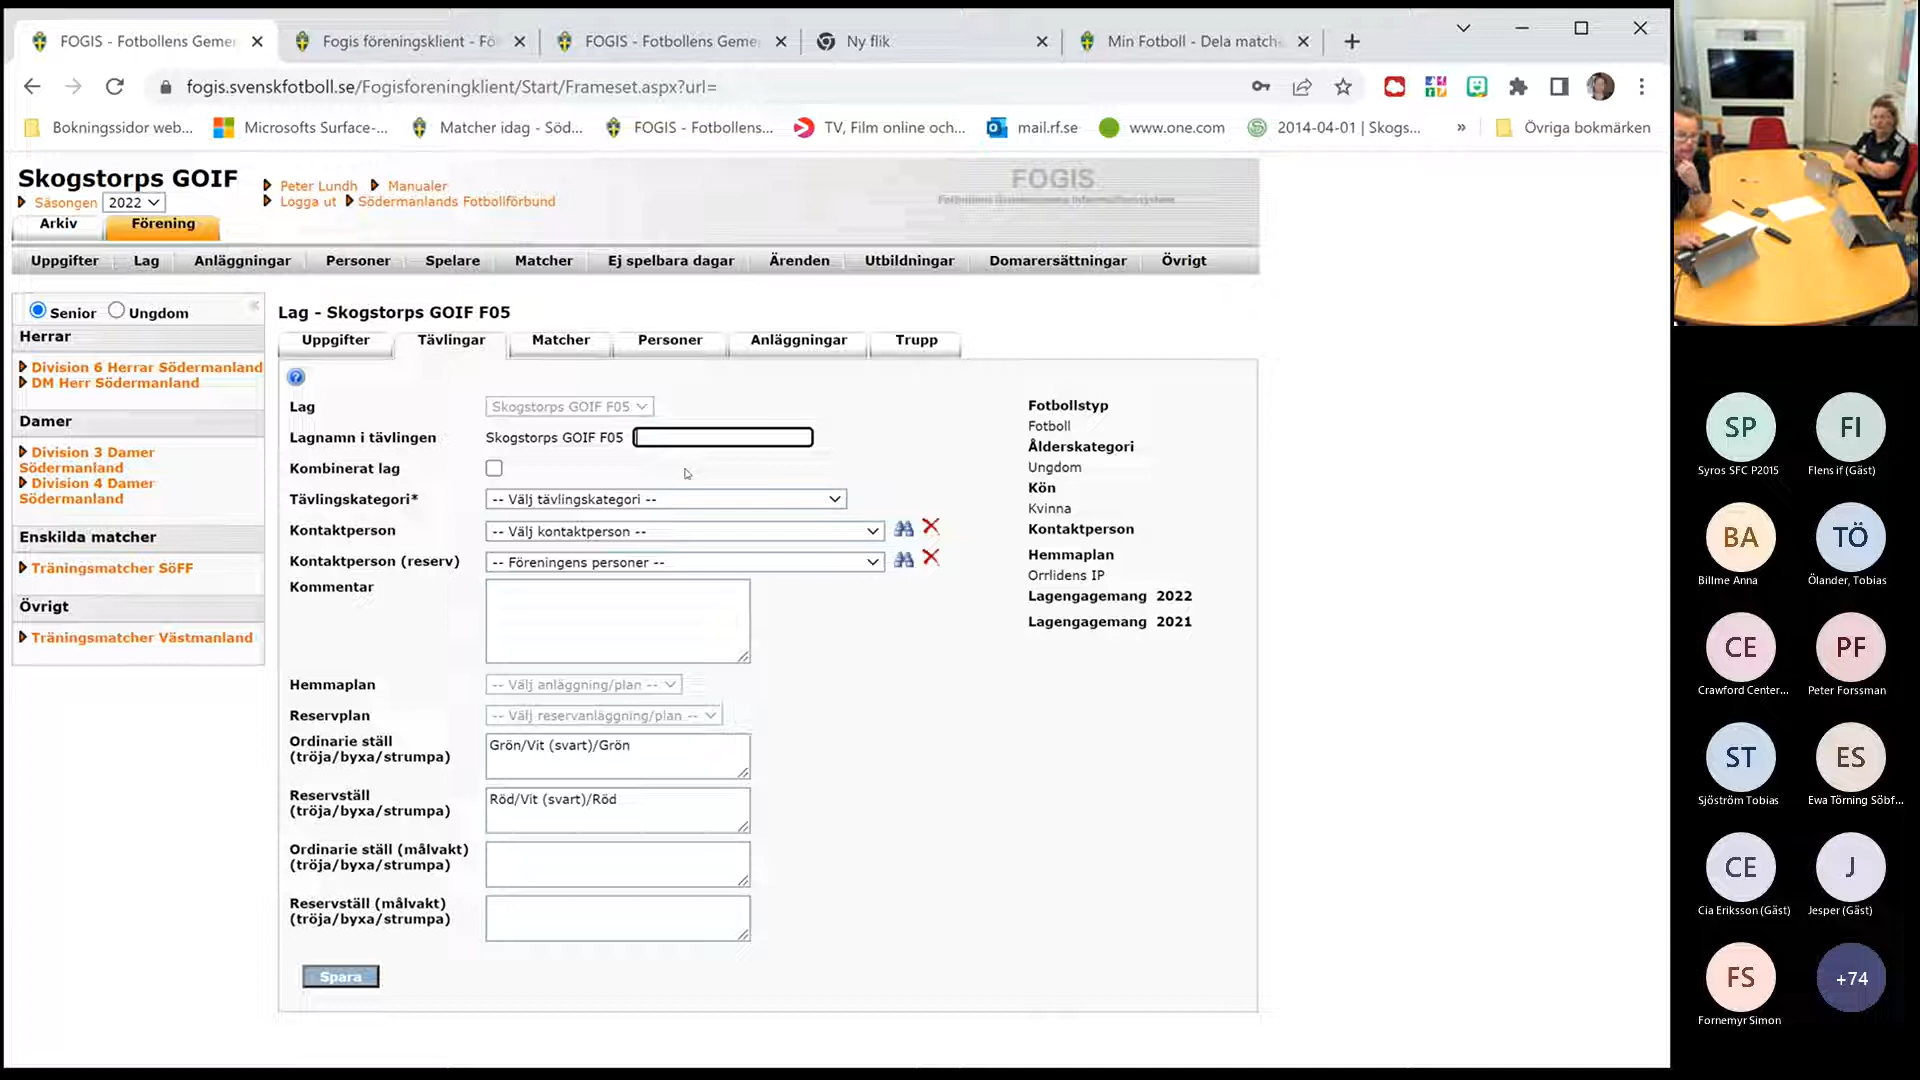 FOGIS - Fotbollens Geme
Fogis föreningsklient - Fö
FOGIS - Fotbollens Geme
Ny flik
Min Fotboll - Dela match
fogis.svenskfotboll.se/Fogisforeningklient/Start/Frameset.aspx?url=
Bokningssidor web...
Microsofts Surface-...
Matcher idag - Söd...
FOGIS - Fotbollens...
TV, Film online och...
mail.rf.se
www.one.com
2014-04-01 | Skogs...
»
Övriga bokmärken
Skogstorps GOIF
Säsongen 2022
Peter Lundh
Manualer
Logga ut
Södermanlands Fotbollförbund
FOGIS
Arkiv
Förening
Uppgifter
Lag
Anläggningar
Personer
Spelare
Matcher
Ej spelbara dagar
Ärenden
Utbildningar
Domarersättningar
Övrigt
Senior
Ungdom
Herrar
Division 6 Herrar Södermanland
DM Herr Södermanland
Damer
Division 3 Damer
Södermanland
Division 4 Damer
Södermanland
Enskilda matcher
Träningsmatcher SöFF
Övrigt
Träningsmatcher Västmanland
Lag - Skogstorps GOIF F05
Uppgifter
Tävlingar
Matcher
Personer
Anläggningar
Trupp
Lag
Skogstorps GOIF F05
Lagnamn i tävlingen
Skogstorps GOIF F05
Kombinerat lag
Tävlingskategori*
-- Välj tävlingskategori --
Kontaktperson
-- Välj kontaktperson --
Kontaktperson (reserv)
-- Föreningens personer --
Kommentar
Hemmaplan
-- Välj anläggning/plan --
Reservplan
-- Välj reservanläggning/plan --
Ordinarie ställ
(tröja/byxa/strumpa)
Grön/Vit (svart)/Grön
Reservställ
(tröja/byxa/strumpa)
Röd/Vit (svart)/Röd
Ordinarie ställ (målvakt)
(tröja/byxa/strumpa)
Reservställ (målvakt)
(tröja/byxa/strumpa)
Spara
Fotbollstyp
Fotboll
Ålderskategori
Ungdom
Kön
Kvinna
Kontaktperson
Hemmaplan
Orrlidens IP
Lagengagemang 2022
Lagengagemang 2021
SP
Syros SFC P2015
FI
Flens if (Gäst)
BA
Billme Anna
TÖ
Ölander, Tobias
CE
Crawford Center...
PF
Peter Forssman
ST
Sjöström Tobias
ES
Ewa Törning Söbf...
CE
Cia Eriksson (Gäst)
J
Jesper (Gäst)
FS
Fornemyr Simon
+74